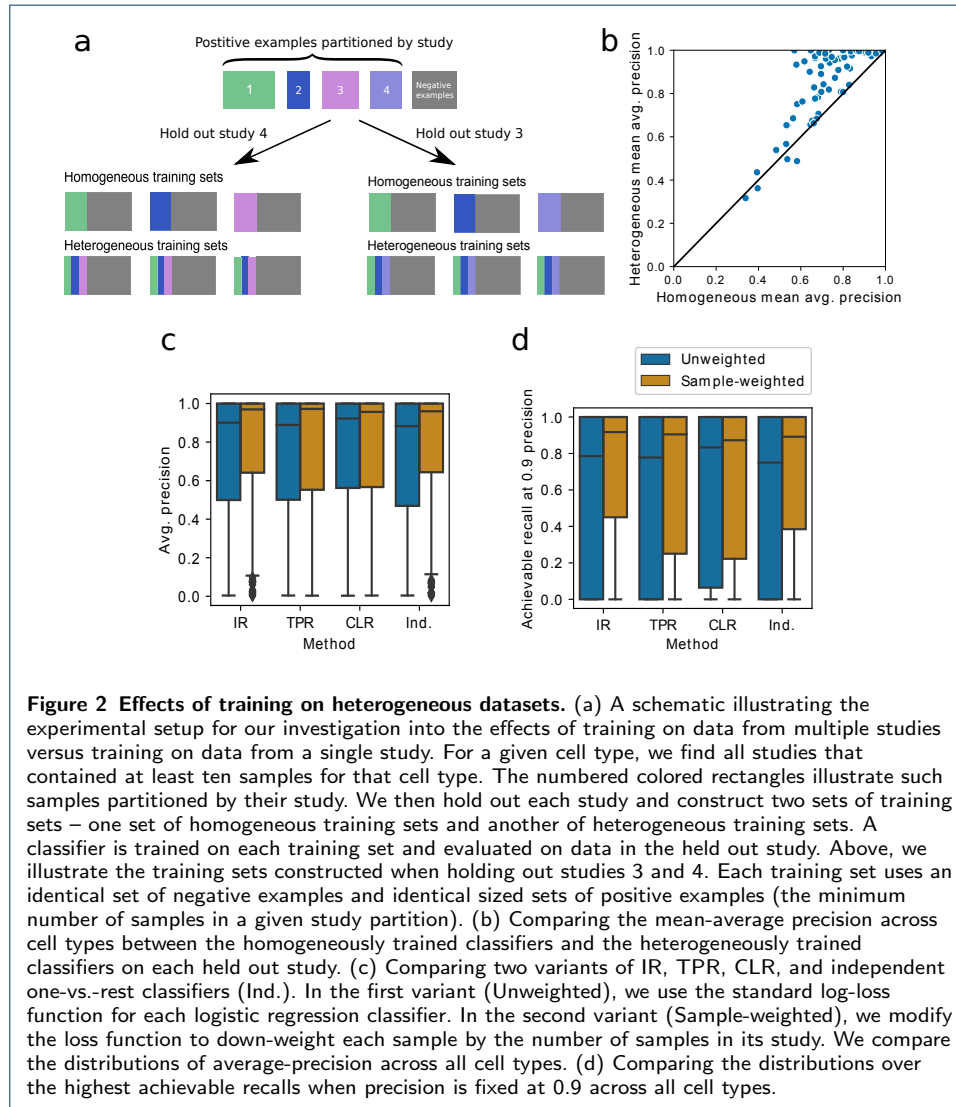 a
Postitive examples partitioned by study
1
2
3
4
Negative
examples
Hold out study 4
Hold out study 3
Homogeneous training sets
Heterogeneous training sets
Homogeneous training sets
Heterogeneous training sets
b
Heterogeneous mean avg. precision
1.0
0.8
0.6
0.4
0.2
0.0
0.0 0.2 0.4 0.6 0.8 1.0
Homogeneous mean avg. precision
c
Avg. precision
1.0
0.8
0.6
0.4
0.2
0.0
IR TPR CLR Ind.
Method
d
Unweighted
Sample-weighted
Achievable recall at 0.9 precision
1.0
0.8
0.6
0.4
0.2
0.0
IR TPR CLR Ind.
Method
Figure 2 Effects of training on heterogeneous datasets. (a) A schematic illustrating the
experimental setup for our investigation into the effects of training on data from multiple studies
versus training on data from a single study. For a given cell type, we find all studies that
contained at least ten samples for that cell type. The numbered colored rectangles illustrate such
samples partitioned by their study. We then hold out each study and construct two sets of training
sets – one set of homogeneous training sets and another of heterogeneous training sets. A
classifier is trained on each training set and evaluated on data in the held out study. Above, we
illustrate the training sets constructed when holding out studies 3 and 4. Each training set uses an
identical set of negative examples and identical sized sets of positive examples (the minimum
number of samples in a given study partition). (b) Comparing the mean-average precision across
cell types between the homogeneously trained classifiers and the heterogeneously trained
classifiers on each held out study. (c) Comparing two variants of IR, TPR, CLR, and independent
one-vs.-rest classifiers (Ind.). In the first variant (Unweighted), we use the standard log-loss
function for each logistic regression classifier. In the second variant (Sample-weighted), we modify
the loss function to down-weight each sample by the number of samples in its study. We compare
the distributions of average-precision across all cell types. (d) Comparing the distributions over
the highest achievable recalls when precision is fixed at 0.9 across all cell types.